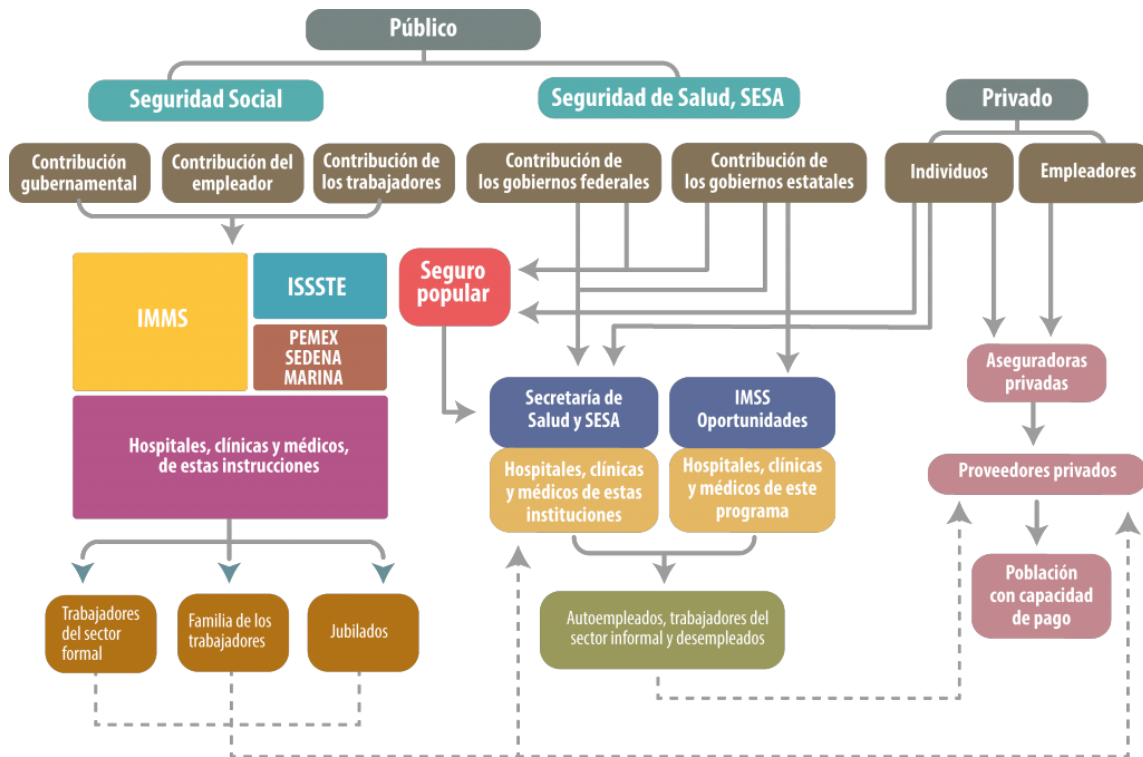 Público
Seguridad Social
Seguridad de Salud, SESA
Privado
Contribución
gubernamental
Contribución del
empleador
Contribución de
los trabajadores
Contribución de
los gobiernos federales
Contribución de
los gobiernos estatales
Individuos
Empleadores
IMMS
ISSSTE
PEMEX
SEDENA
MARINA
Seguro
popular
Hospitales, clínicas y médicos,
de estas instrucciones
Secretaría de
Salud y SESA
IMSS
Oportunidades
Hospitales, clínicas
y médicos de estas
instituciones
Hospitales, clínicas
y médicos de este
programa
Aseguradoras
privadas
Proveedores privados
Población
con capacidad
de pago
Trabajadores
del sector
formal
Familia de los
trabajadores
Jubilados
Autoempleados, trabajadores del
sector informal y desempleados